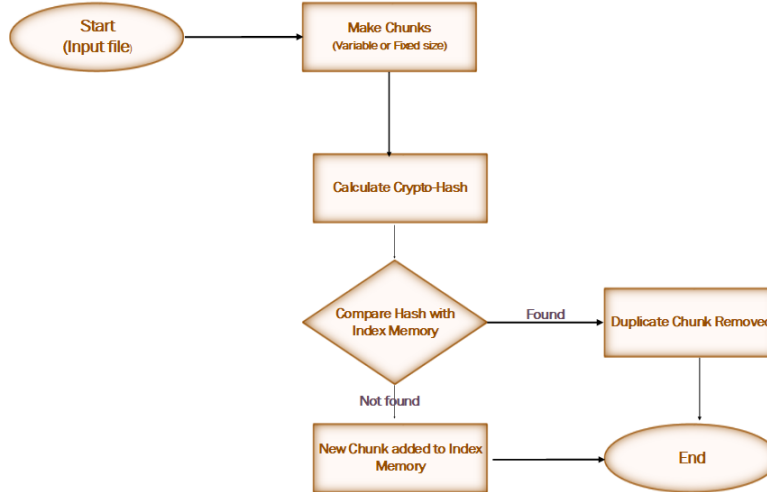 Start
(Input file)
Make Chunks
(Variable or Fixed size)
Calculate Crypto-Hash
Compare Hash with
Index Memory
Found
Duplicate Chunk Removed
Not found
New Chunk added to Index
Memory
End